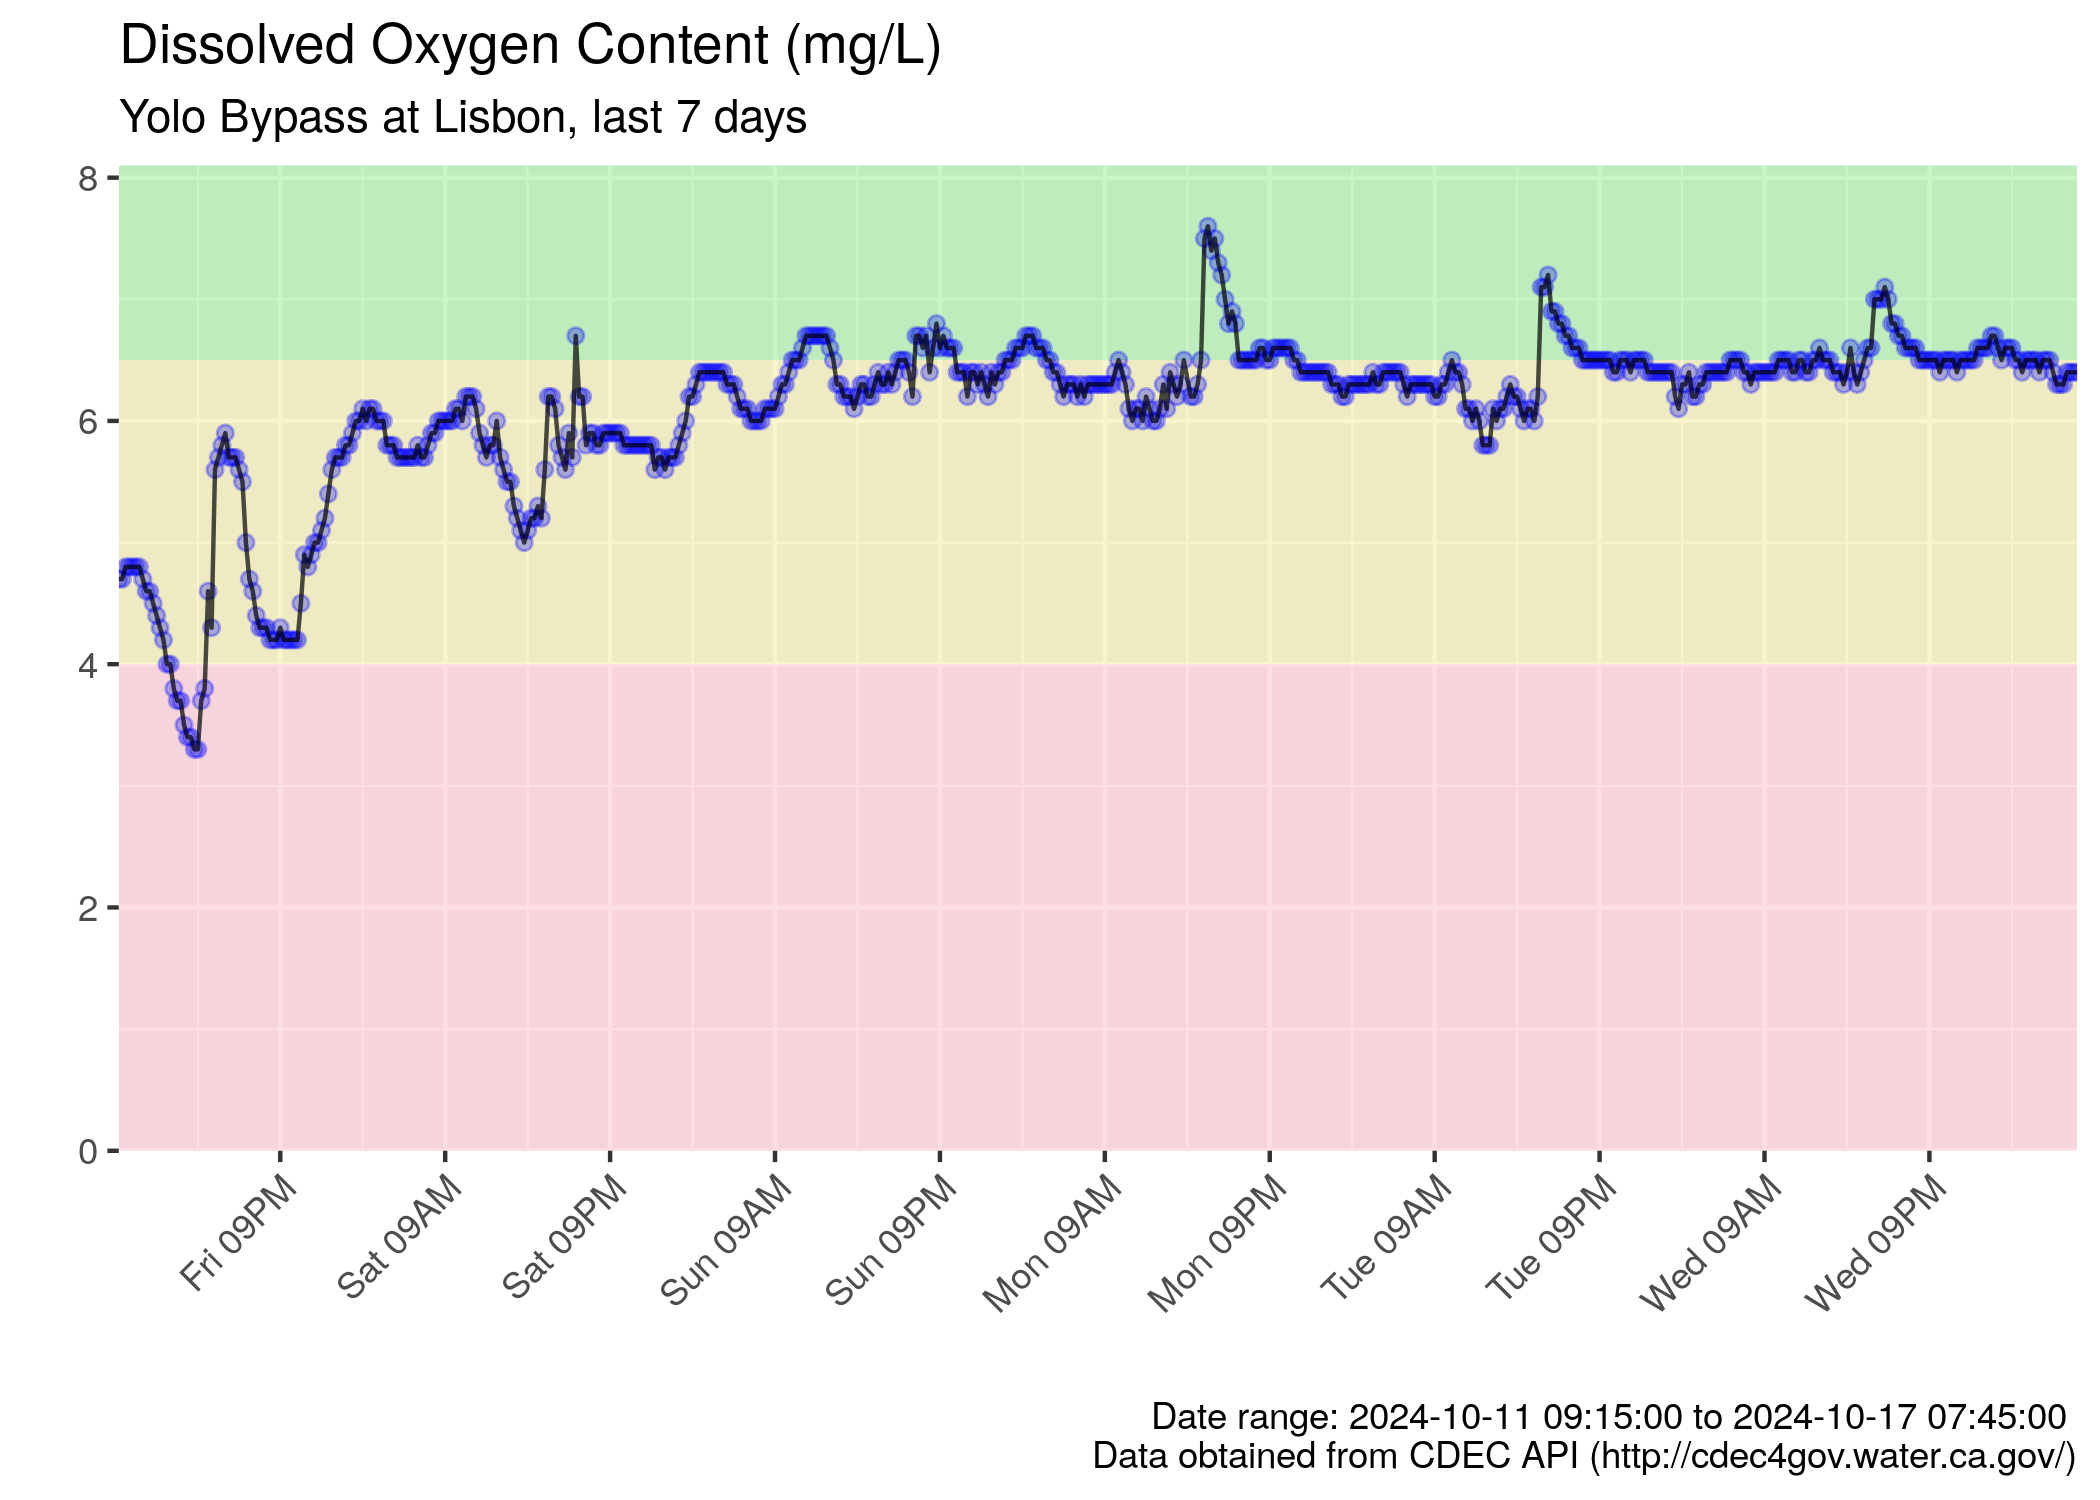 Dissolved Oxygen Content (mg/L)
Yolo Bypass at Lisbon, last 7 days
8
6
4
2
0
Fri 09PM
Sat 09AM
Sat 09PM
Sun 09AM
Sun 09PM
Mon 09AM
Mon 09PM
Tue 09AM
Tue 09PM
Wed 09AM
Wed 09PM
Date range: 2024-10-11 09:15:00 to 2024-10-17 07:45:00
Data obtained from CDEC API (http://cdec4gov.water.ca.gov/)